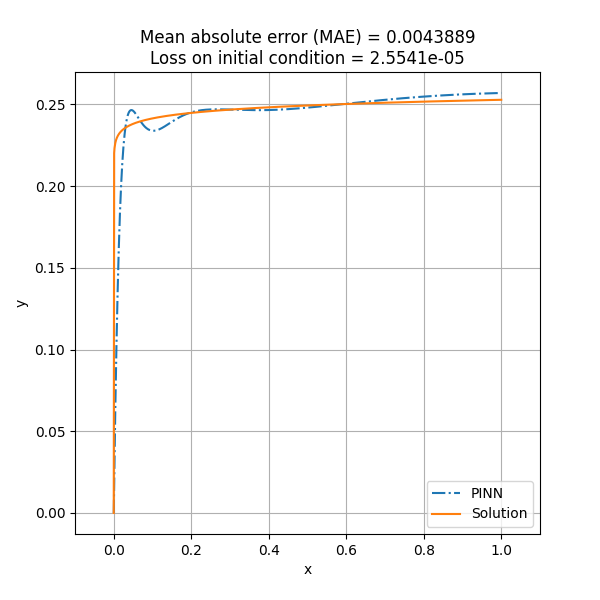 Mean absolute error (MAE) = 0.0043889
Loss on initial condition = 2.5541e-05
0.25
0.20
0.15
0.10
0.05
0.00
y
0.0 0.2 0.4 0.6 0.8 1.0
x
PINN
Solution